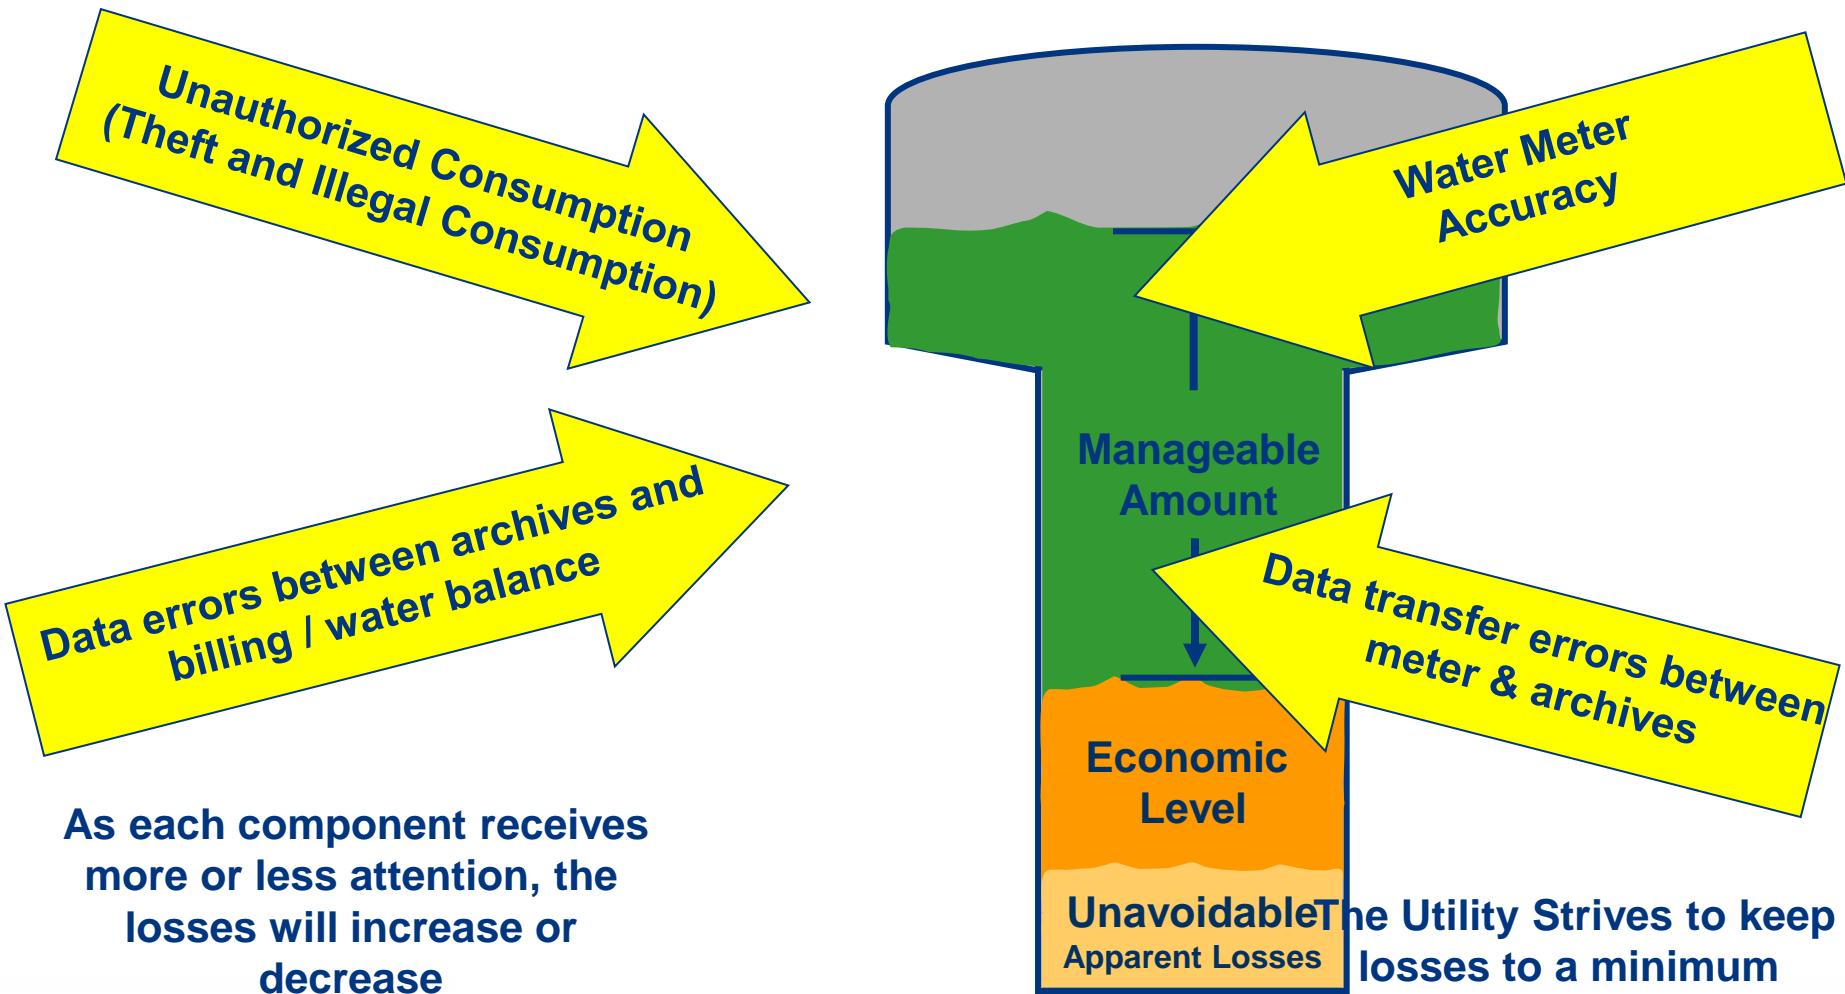 Unauthorized Consumption
(Theft and Illegal Consumption)
Water Meter
Accuracy
Manageable
Amount
Data errors between archives and
billing / water balance
Data transfer errors between
meter & archives
Economic
Level
As each component receives
more or less attention, the
losses will increase or
decrease
Unavoidable
Apparent Losses
The Utility Strives to keep
losses to a minimum